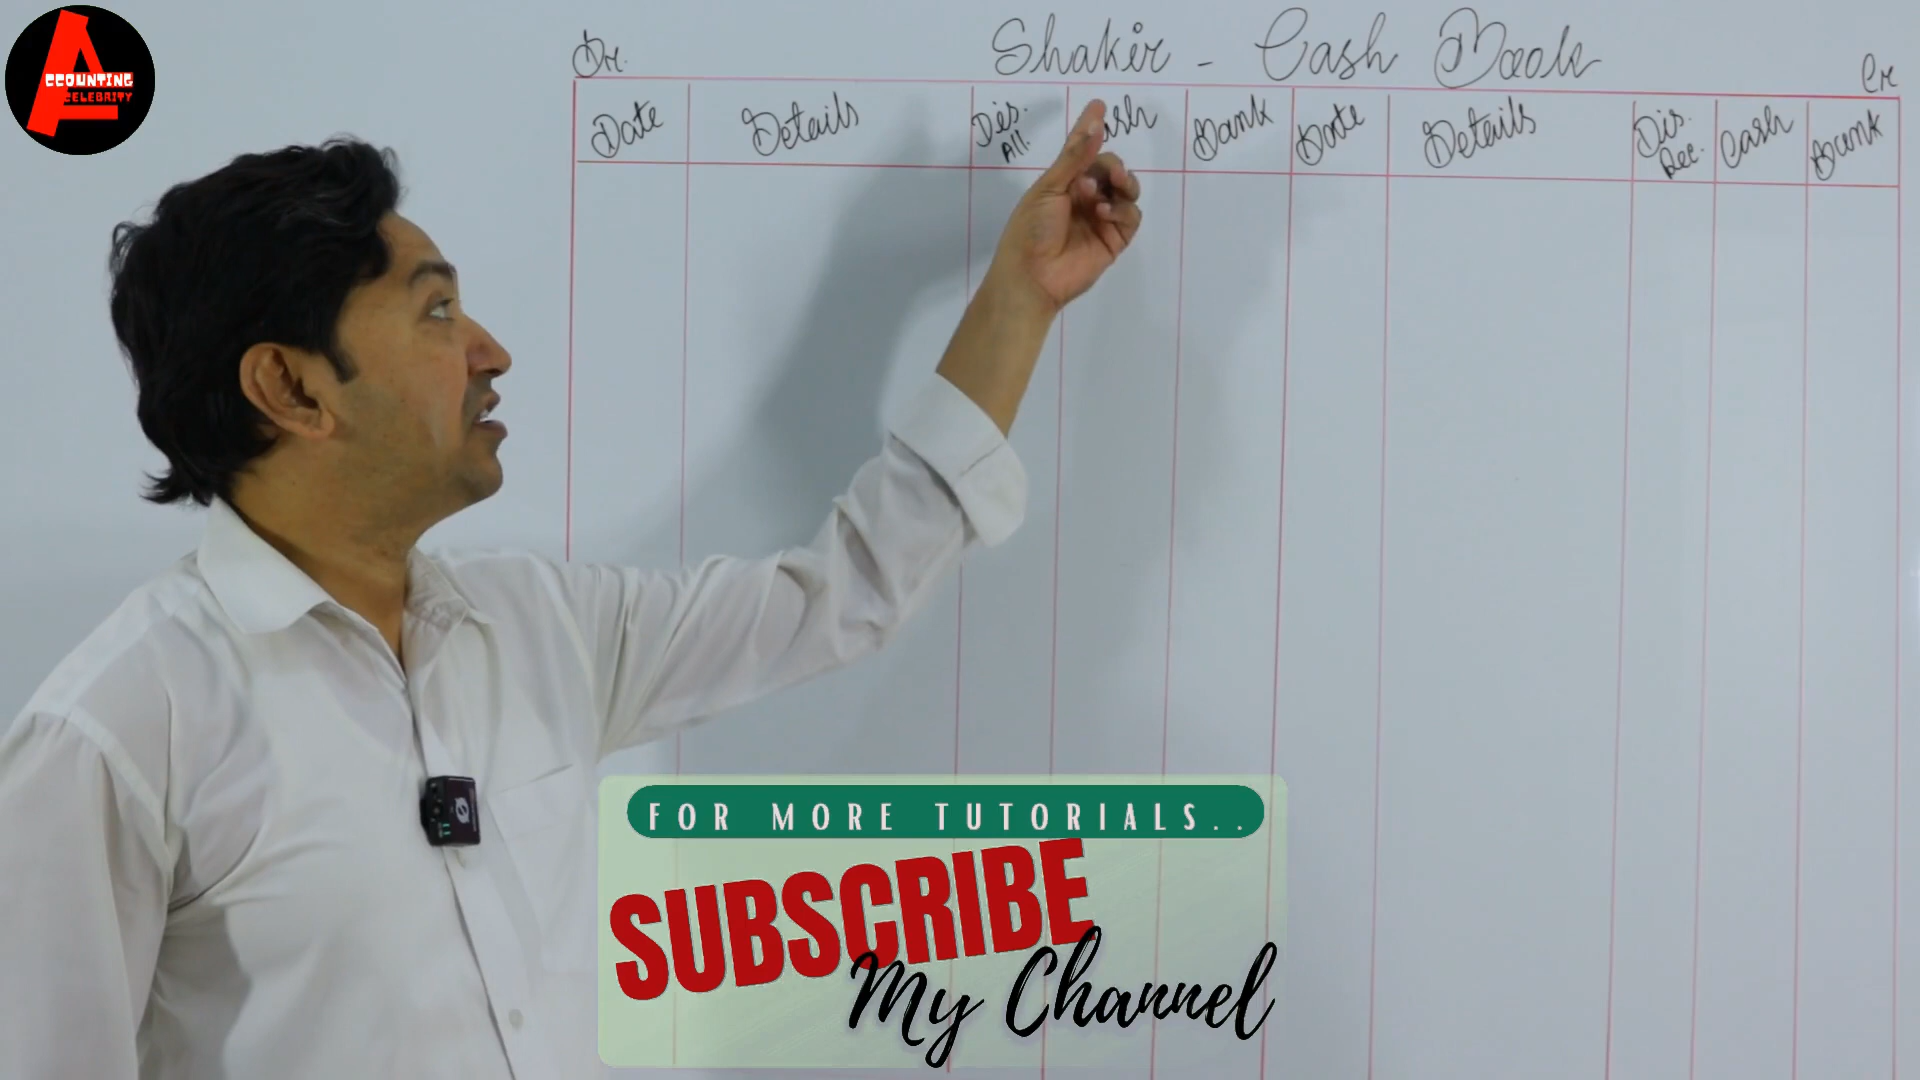 ACCOUNTING
CELEBRITY
Dr.
Shakir - Cash Book
Cr
Date Details Dis. All. Cash Bank Date Details Dis. Rec. Cash Bank
FOR MORE TUTORIALS..
SUBSCRIBE
My Channel